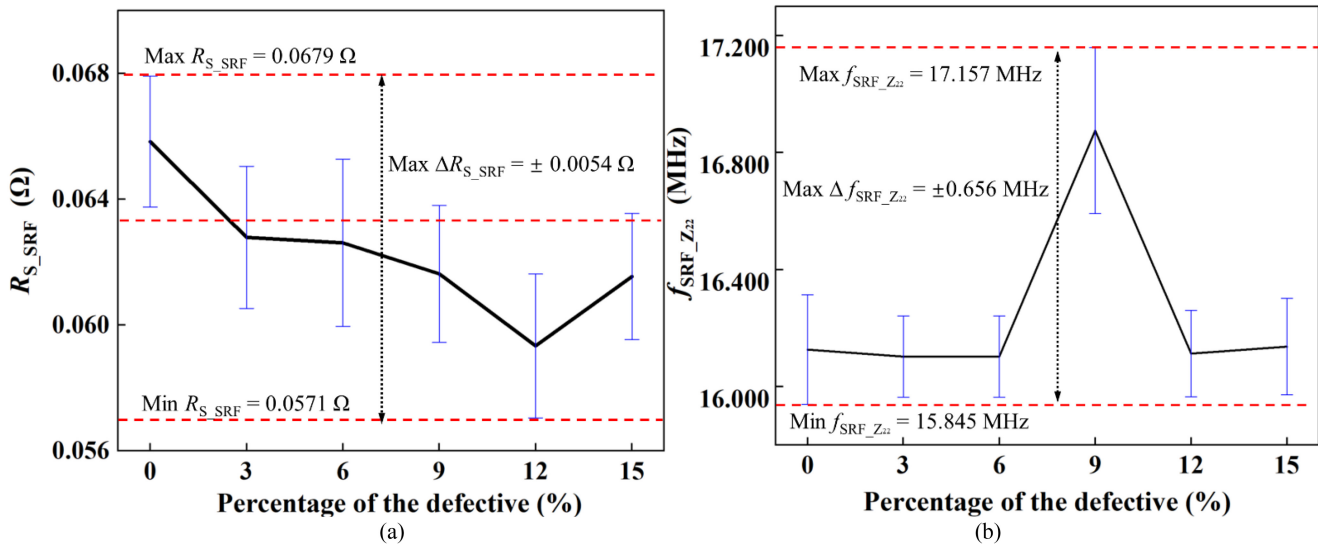 Max R_S_SRF = 0.0679 Ω
0.068
Max ΔR_S_SRF = ± 0.0054 Ω
0.064
R_S_SRF (Ω)
0.060
Min R_S_SRF = 0.0571 Ω
0.056
0 3 6 9 12 15
Percentage of the defective (%)
(a)
17.200
Max f_SRF_Z₂₂ = 17.157 MHz
16.800
Max Δ f_SRF_Z₂₂ = ±0.656 MHz
f_SRF_Z₂₂ (MHz)
16.400
16.000
Min f_SRF_Z₂₂ = 15.845 MHz
0 3 6 9 12 15
Percentage of the defective (%)
(b)